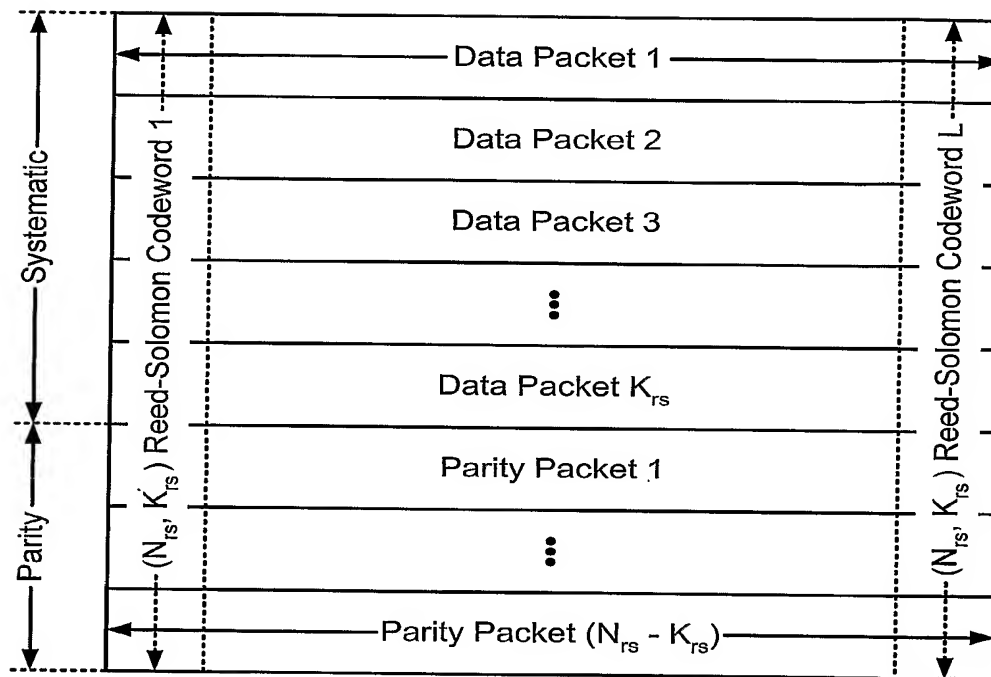 Systematic
Parity
(N_rs, K_rs) Reed-Solomon Codeword 1
Data Packet 1
Data Packet 2
Data Packet 3
Data Packet K_rs
Parity Packet 1
Parity Packet (N_rs - K_rs)
(N_rs, K_rs) Reed-Solomon Codeword L